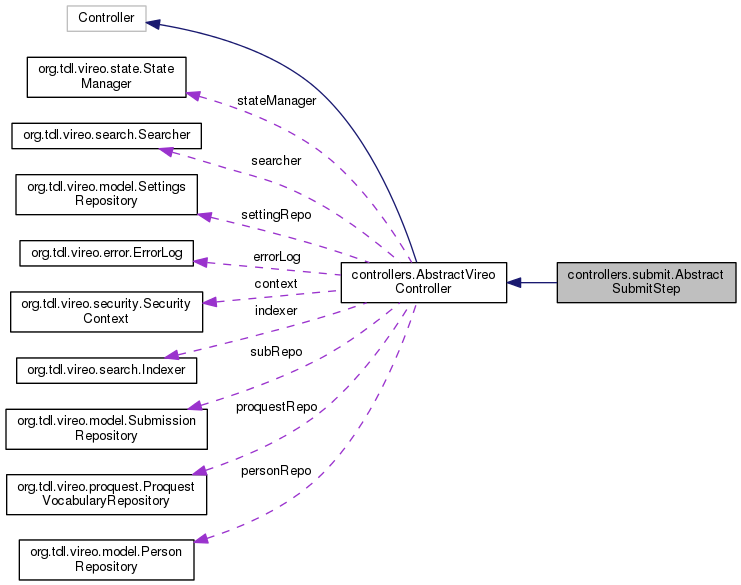 Controller
org.tdl.vireo.state.State
Manager
stateManager
org.tdl.vireo.search.Searcher
searcher
org.tdl.vireo.model.Settings
Repository
settingRepo
org.tdl.vireo.error.ErrorLog
errorLog
controllers.AbstractVireo
Controller
controllers.submit.Abstract
SubmitStep
context
org.tdl.vireo.security.Security
Context
indexer
org.tdl.vireo.search.Indexer
subRepo
org.tdl.vireo.model.Submission
Repository
proquestRepo
org.tdl.vireo.proquest.Proquest
VocabularyRepository
personRepo
org.tdl.vireo.model.Person
Repository